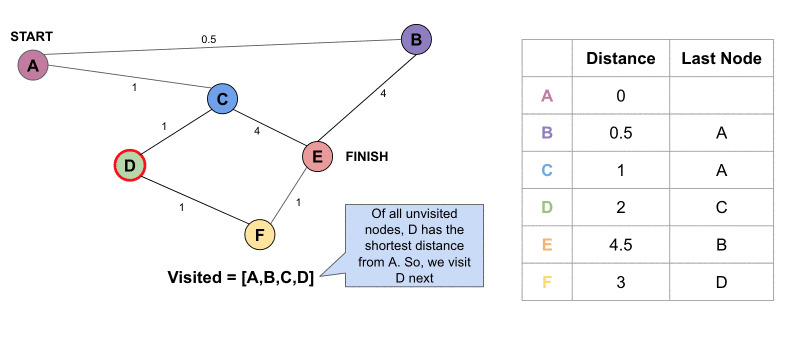 START
A
0.5
B
1
C
1
4
4
D
E
FINISH
1
1
F
Of all unvisited
nodes, D has the
shortest distance
from A. So, we visit
D next
Visited = [A,B,C,D]
Distance Last Node
A 0
B 0.5 A
C 1 A
D 2 C
E 4.5 B
F 3 D